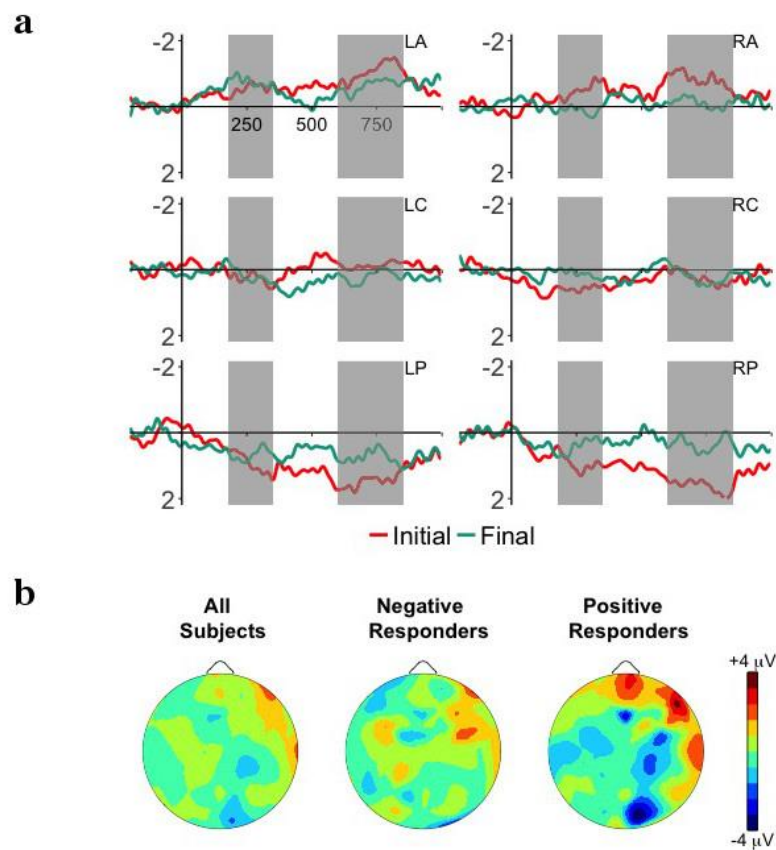 a
-2
LA
250
500
750
2
-2
RA
2
-2
LC
2
-2
RC
2
-2
LP
2
-2
RP
2
Initial Final
b
All
Subjects
Negative
Responders
Positive
Responders
+4 µV
-4 µV